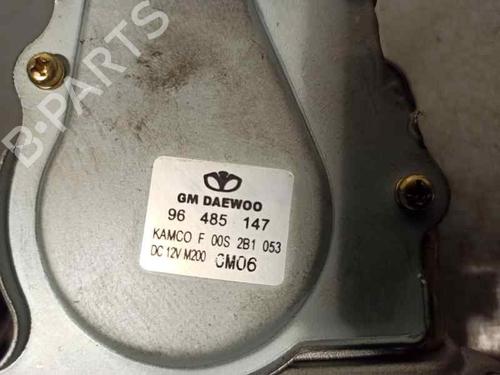 B-PARTS
GM DAEWOO
96 485 147
KAMCO F 00S 2B1 053
DC 12V M200 CM06